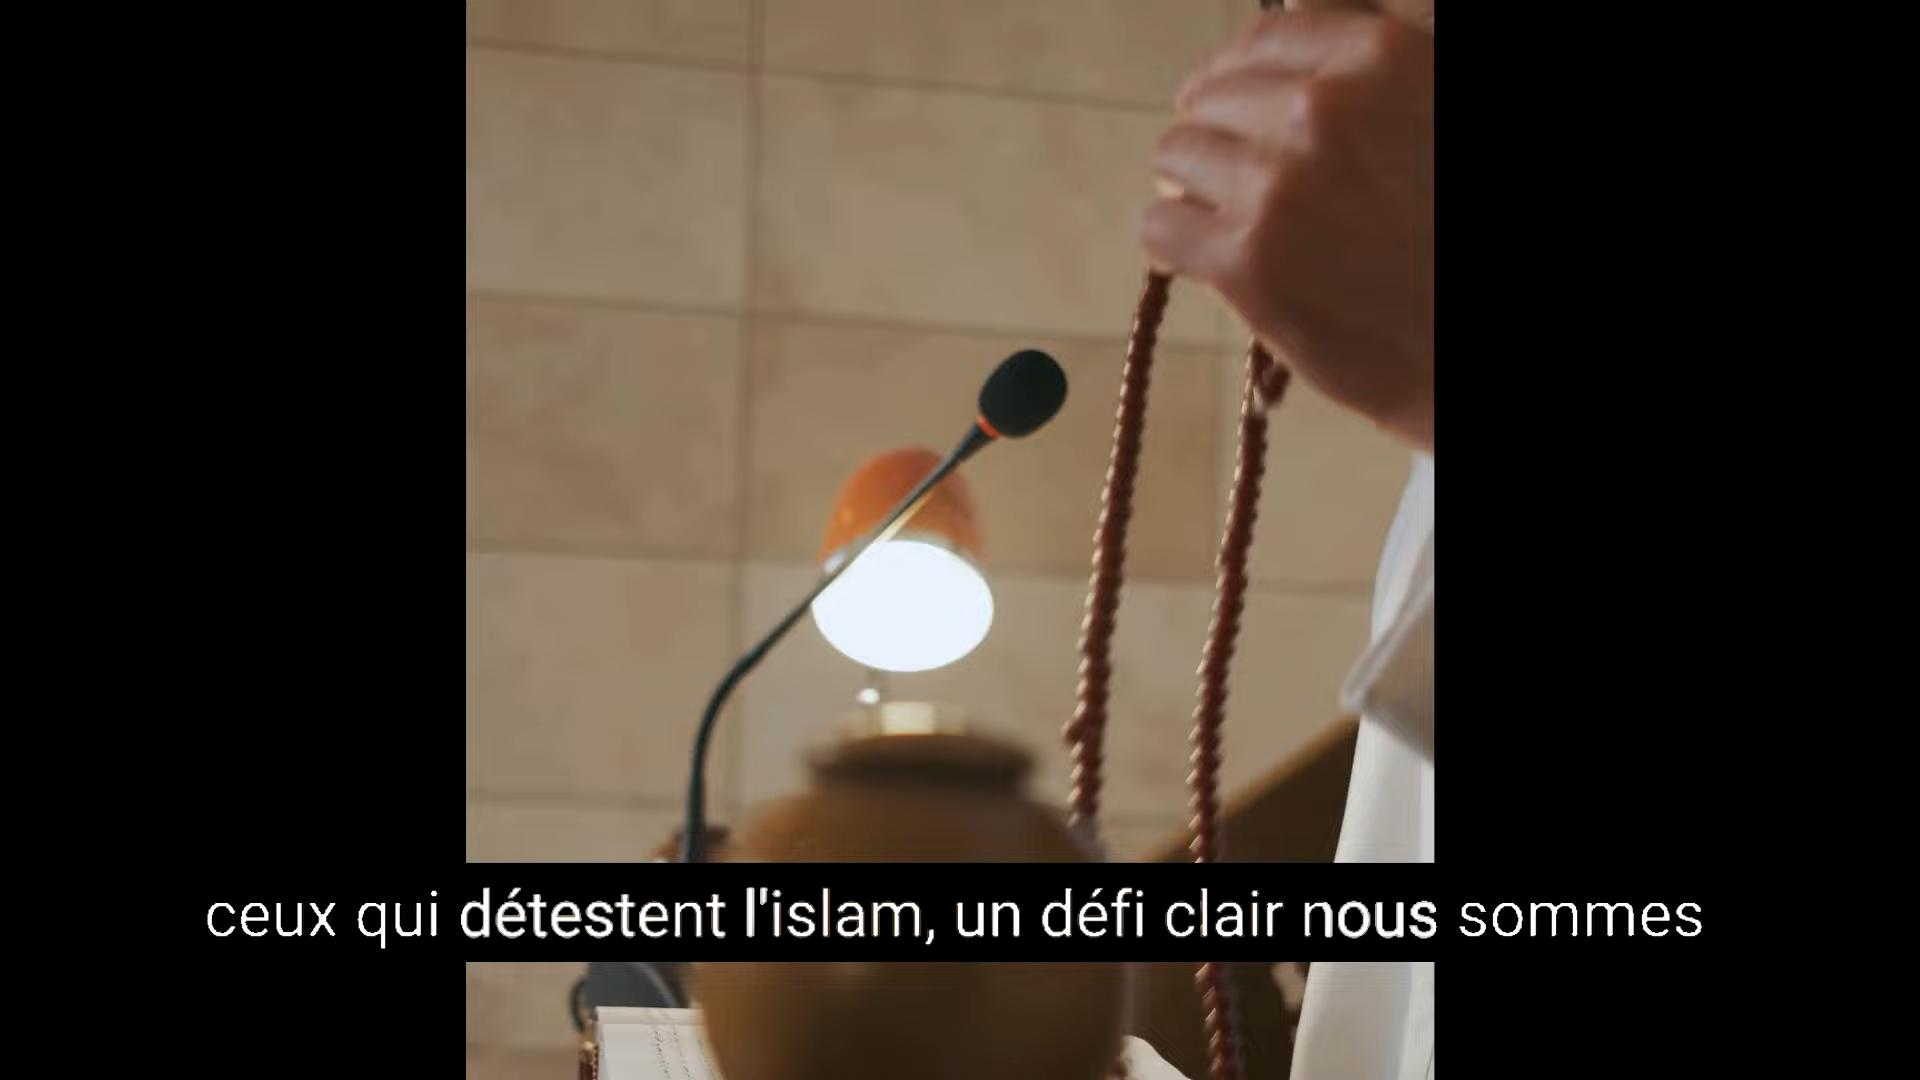 ceux qui détestent l'islam, un défi clair nous sommes